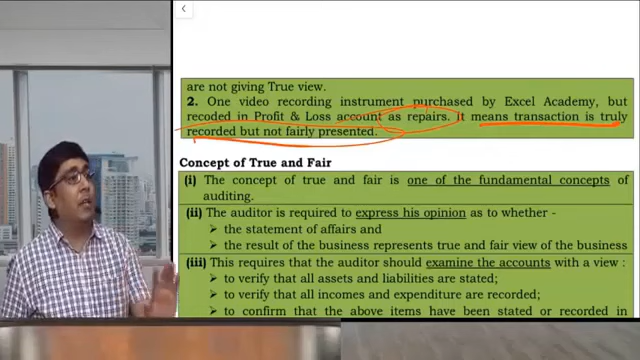 are not giving True view.
2. One video recording instrument purchased by Excel Academy, but
recoded in Profit & Loss account as repairs. it means transaction is truly
recorded but not fairly presented.
Concept of True and Fair
(i) The concept of true and fair is one of the fundamental concepts of
auditing.
(ii) The auditor is required to express his opinion as to whether -
➢ the statement of affairs and
➢ the result of the business represents true and fair view of the business
(iii) This requires that the auditor should examine the accounts with a view :
➢ to verify that all assets and liabilities are stated;
➢ to verify that all incomes and expenditure are recorded;
➢ to confirm that the above items have been stated or recorded in